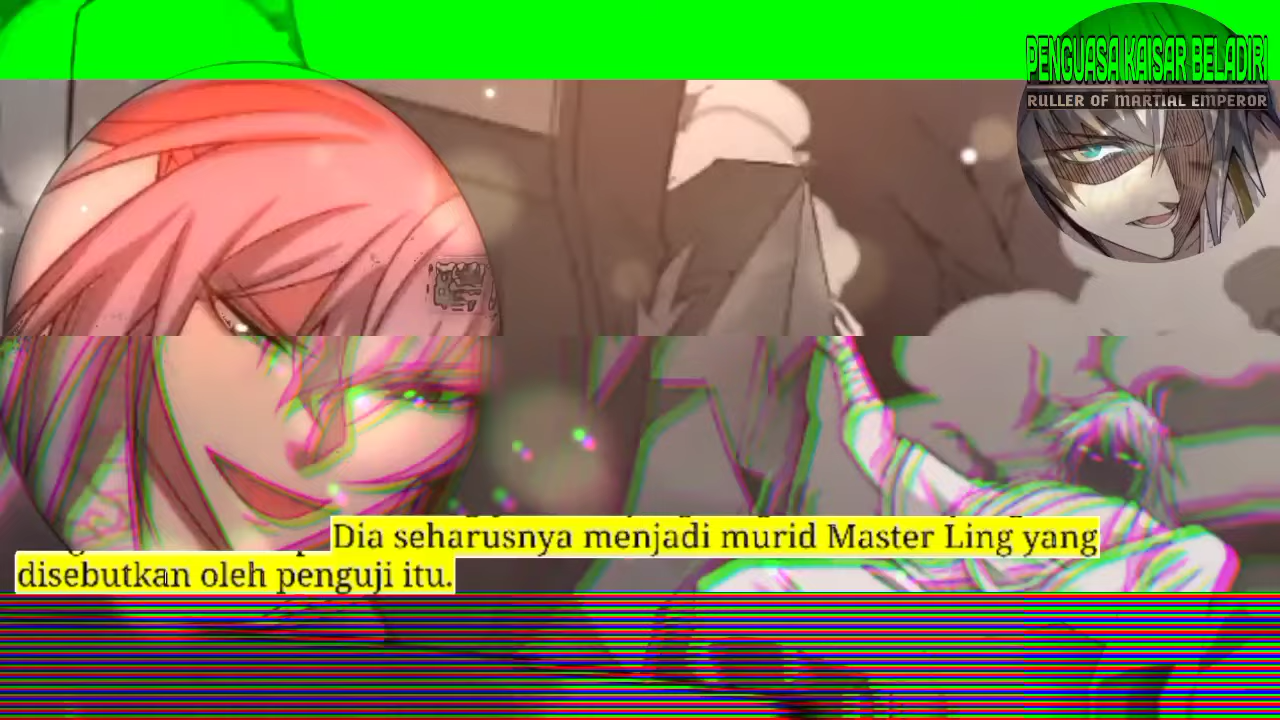 PENGUASA KAISAR BELADIRI
RULLER OF MARTIAL EMPEROR
Dia seharusnya menjadi murid Master Ling yang
disebutkan oleh penguji itu.